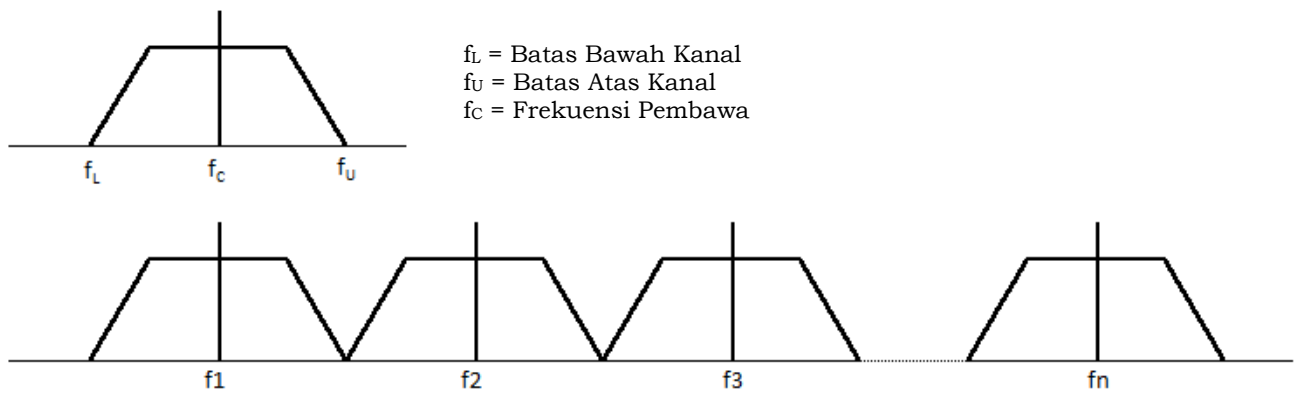 f_L = Batas Bawah Kanal
f_U = Batas Atas Kanal
f_C = Frekuensi Pembawa
f_L f_c f_U
f1 f2 f3 fn